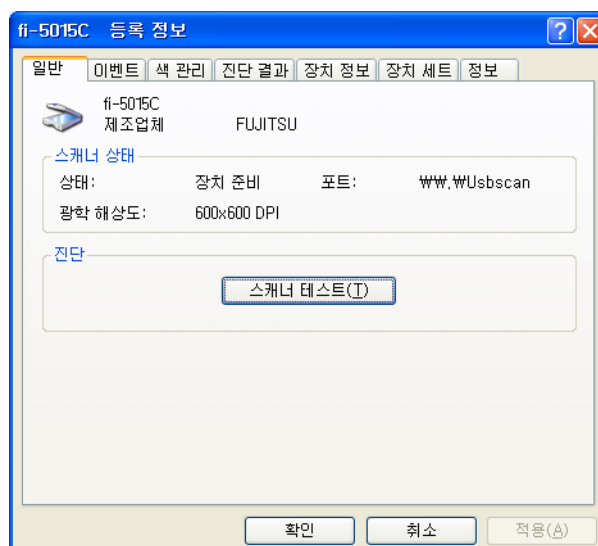 fi-5015C 등록 정보
일반 이벤트 색 관리 진단 결과 장치 정보 장치 세트 정보
fi-5015C
제조업체 FUJITSU
스캐너 상태
상태: 장치 준비 포트: ₩₩.₩Usbscan
광학 해상도: 600x600 DPI
진단
스캐너 테스트(T)
확인 취소 적용(A)